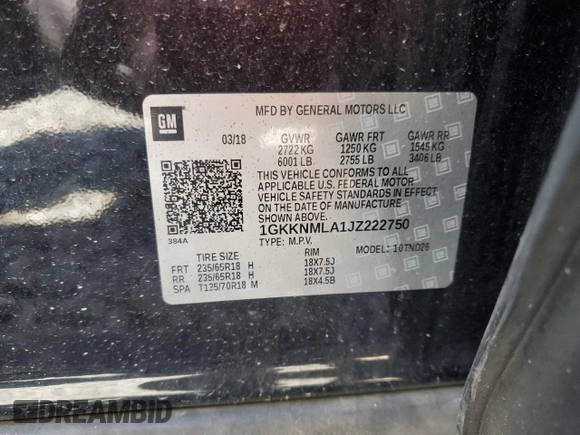 GM
MFD BY GENERAL MOTORS LLC
03/18 GVWR GAWR FRT GAWR RR
2722 KG 1250 KG 1545 KG
6001 LB 2755 LB 3406 LB
THIS VEHICLE CONFORMS TO ALL
APPLICABLE U.S. FEDERAL MOTOR
VEHICLE SAFETY STANDARDS IN EFFECT
ON THE DATE OF MANUFACTURE
SHOWN ABOVE.
1GKKNMLA1JZ222750
TYPE: M.P.V. MODEL: 10TND26
384A
TIRE SIZE RIM
FRT 235/65R18 H 18X7.5J
RR 235/65R18 H 18X7.5J
SPA T135/70R18 M 18X4.5B
DREAMBID